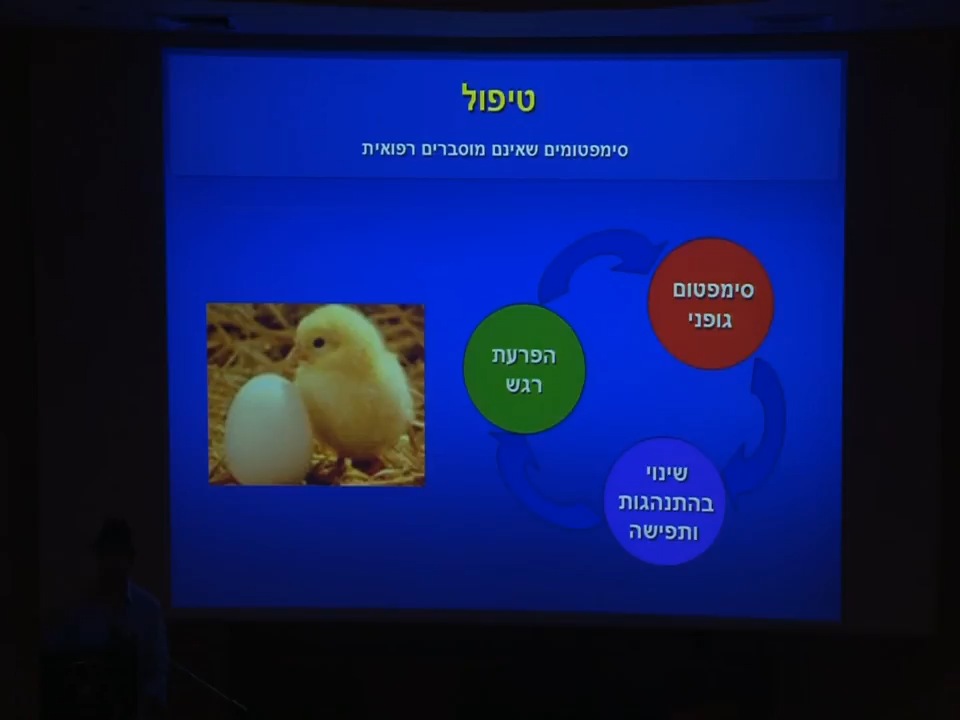 טיפול
סימפטומים שאינם מוסברים רפואית
סימפטום
גופני
הפרעת
רגש
שינוי
בהתנהגות
ותפישה